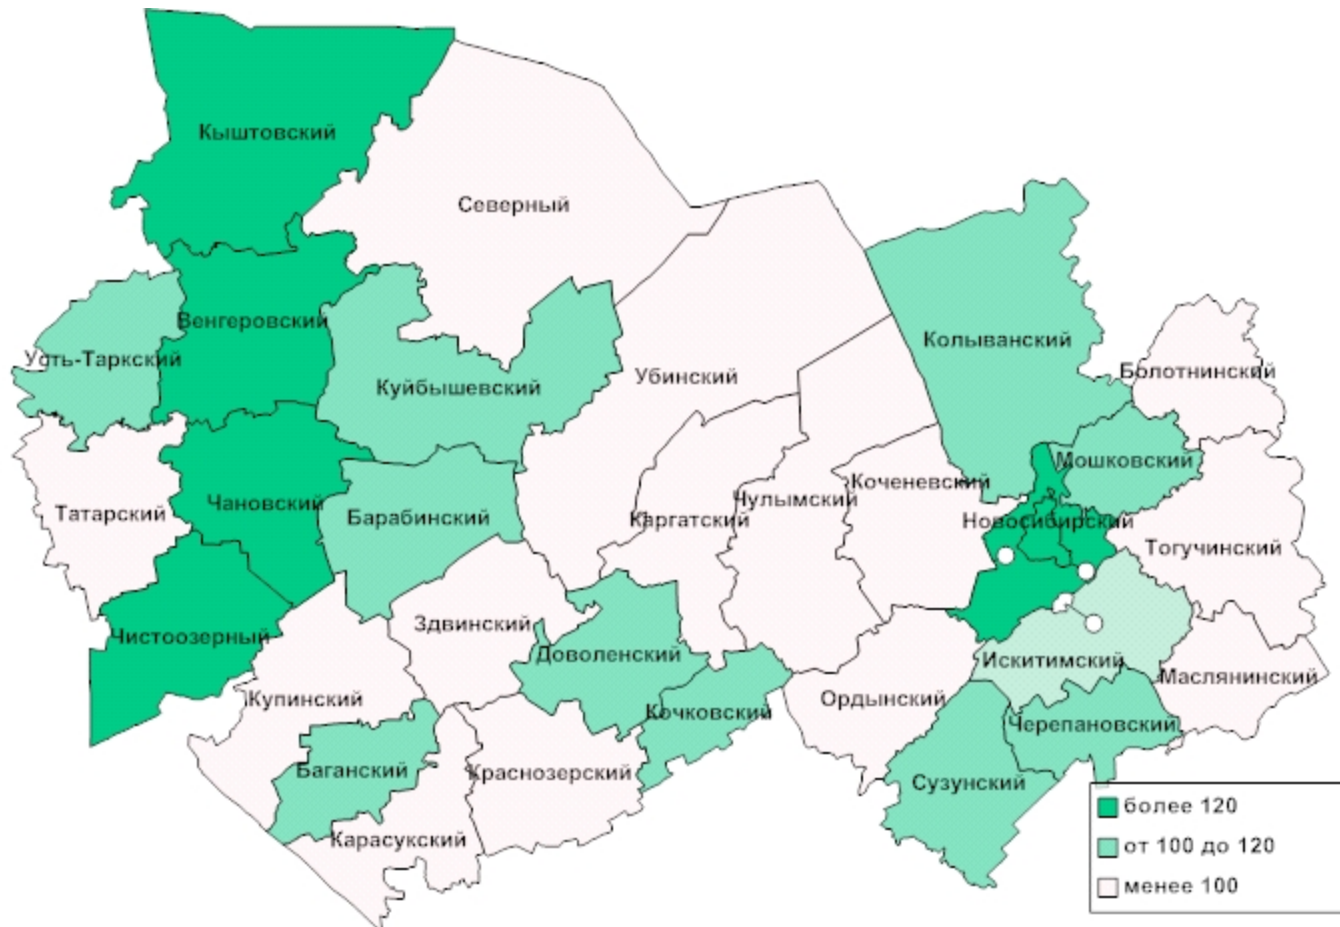 Кыштовский
Северный
Венгеровский
Усть-Таркский
Куйбышевский
Убинский
Колыванский
Болотнинский
Татарский
Чановский
Барабинский
Каргатский
Чулымский
Коченевский
Мошковский
Новосибирский
Тогучинский
Чистоозерный
Здвинский
Доволенский
Искитимский
Маслянинский
Купинский
Кочковский
Ордынский
Черепановский
Баганский
Краснозерский
Сузунский
Карасукский
более 120
от 100 до 120
менее 100